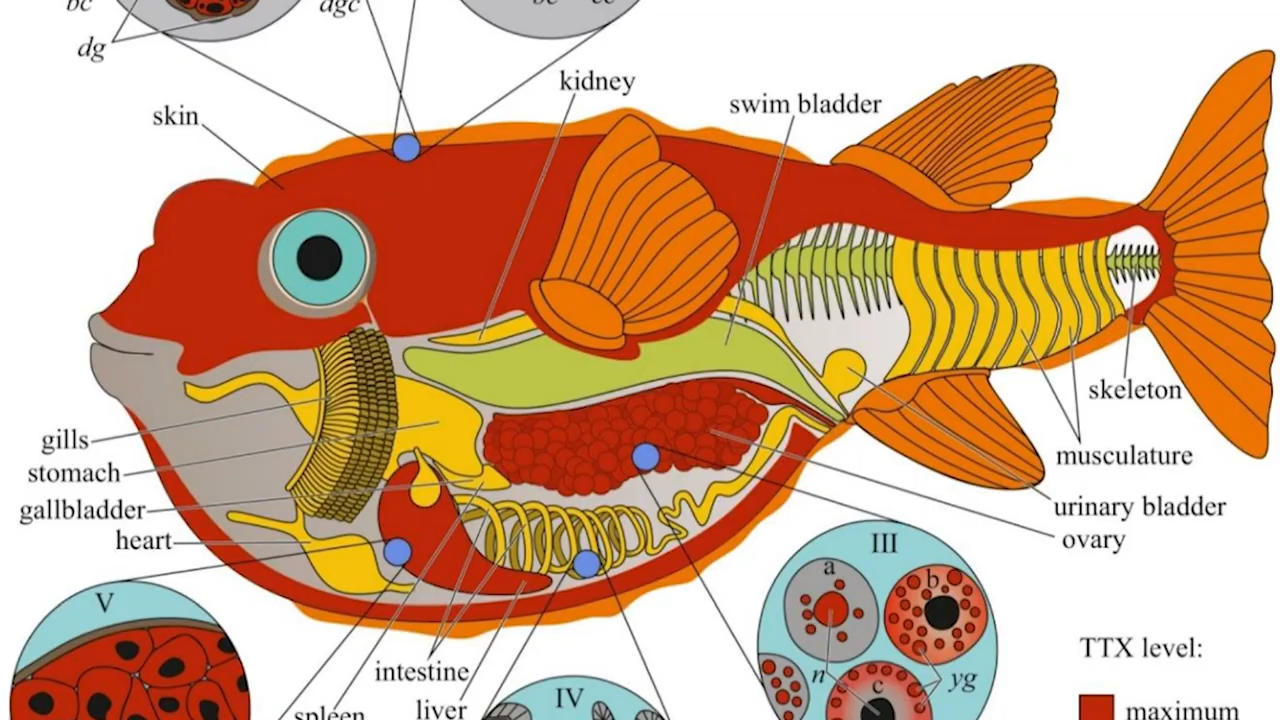 bc
dgc
bc cc
dg
kidney
skin
swim bladder
skeleton
gills
musculature
stomach
gallbladder
urinary bladder
heart
ovary
III
a
b
V
TTX level:
intestine
n
yg
c
IV
liver
spleen
maximum